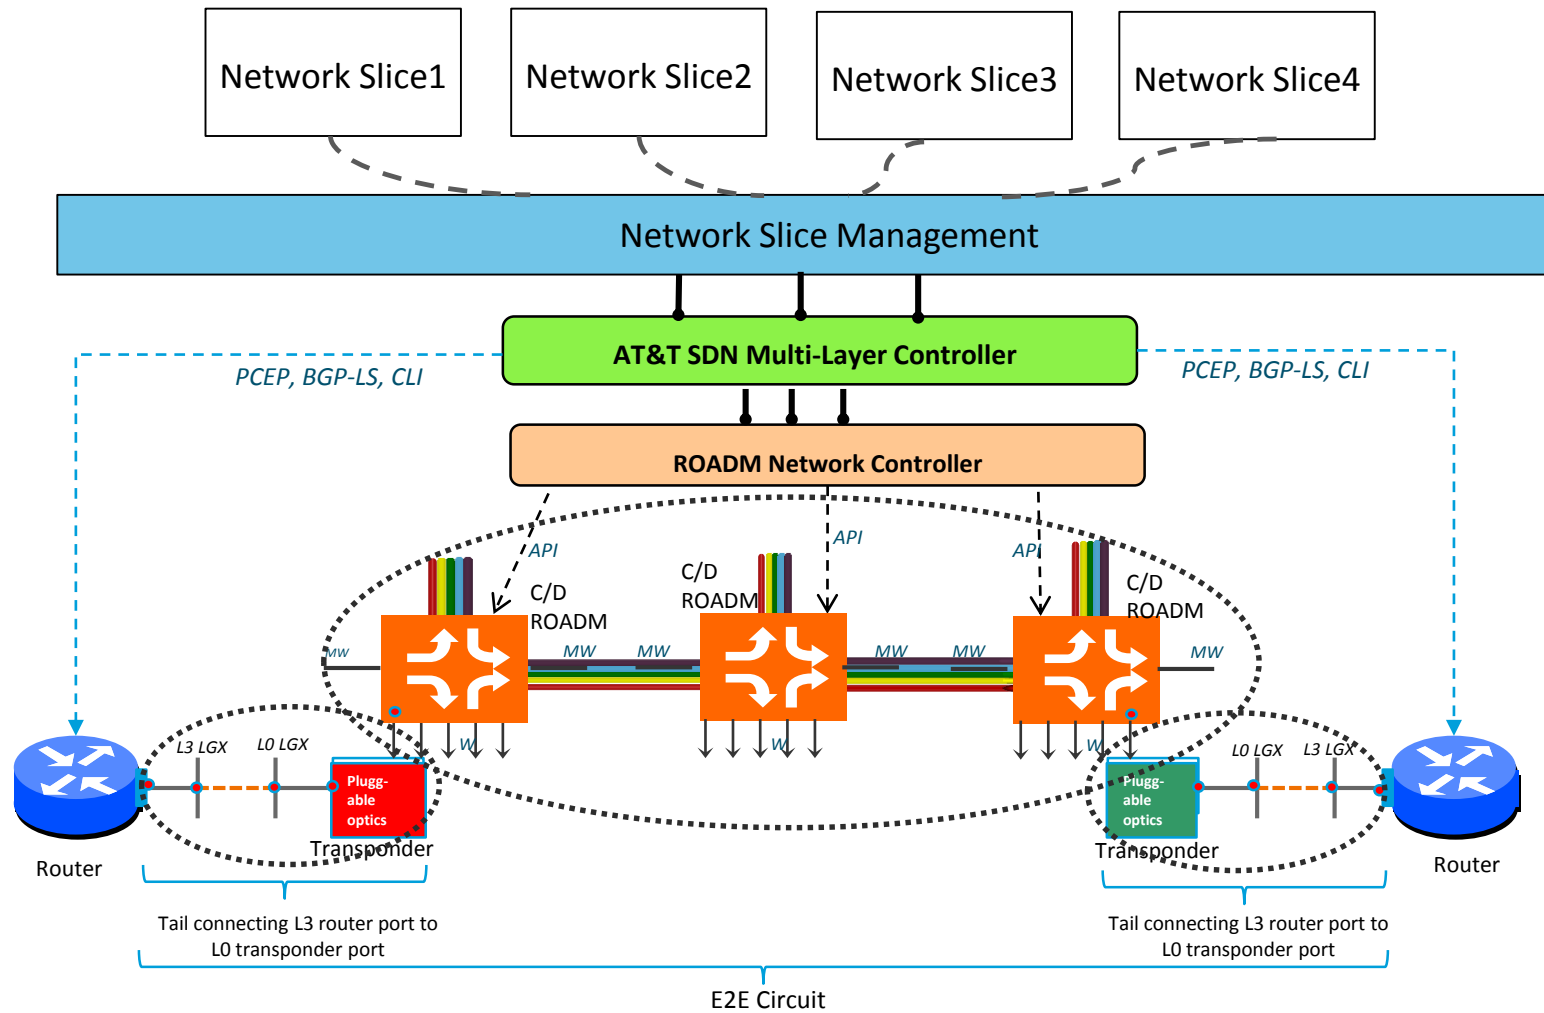 Network Slice1
Network Slice2
Network Slice3
Network Slice4
Network Slice Management
AT&T SDN Multi-Layer Controller
PCEP, BGP-LS, CLI
PCEP, BGP-LS, CLI
ROADM Network Controller
API
API
API
C/D
ROADM
C/D
ROADM
C/D
ROADM
MW
MW
MW
MW
MW
MW
L3 LGX
L0 LGX
W
W
W
L0 LGX
L3 LGX
Plugg-
able
optics
Plugg-
able
optics
Transponder
Transponder
Router
Router
Tail connecting L3 router port to
L0 transponder port
Tail connecting L3 router port to
L0 transponder port
E2E Circuit